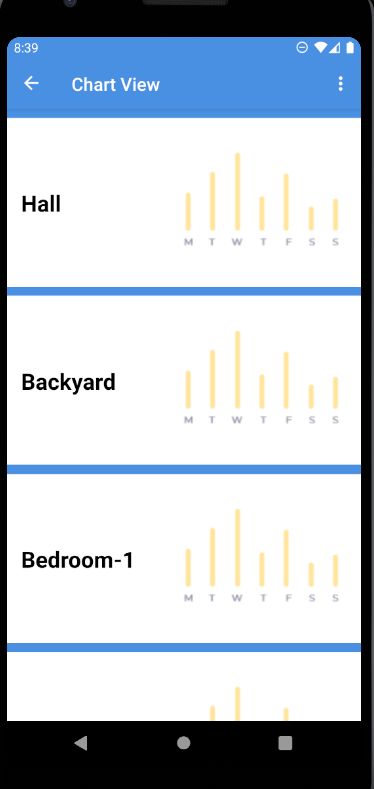 8:39
Chart View
Hall
M T W T F S S
Backyard
M T W T F S S
Bedroom-1
M T W T F S S